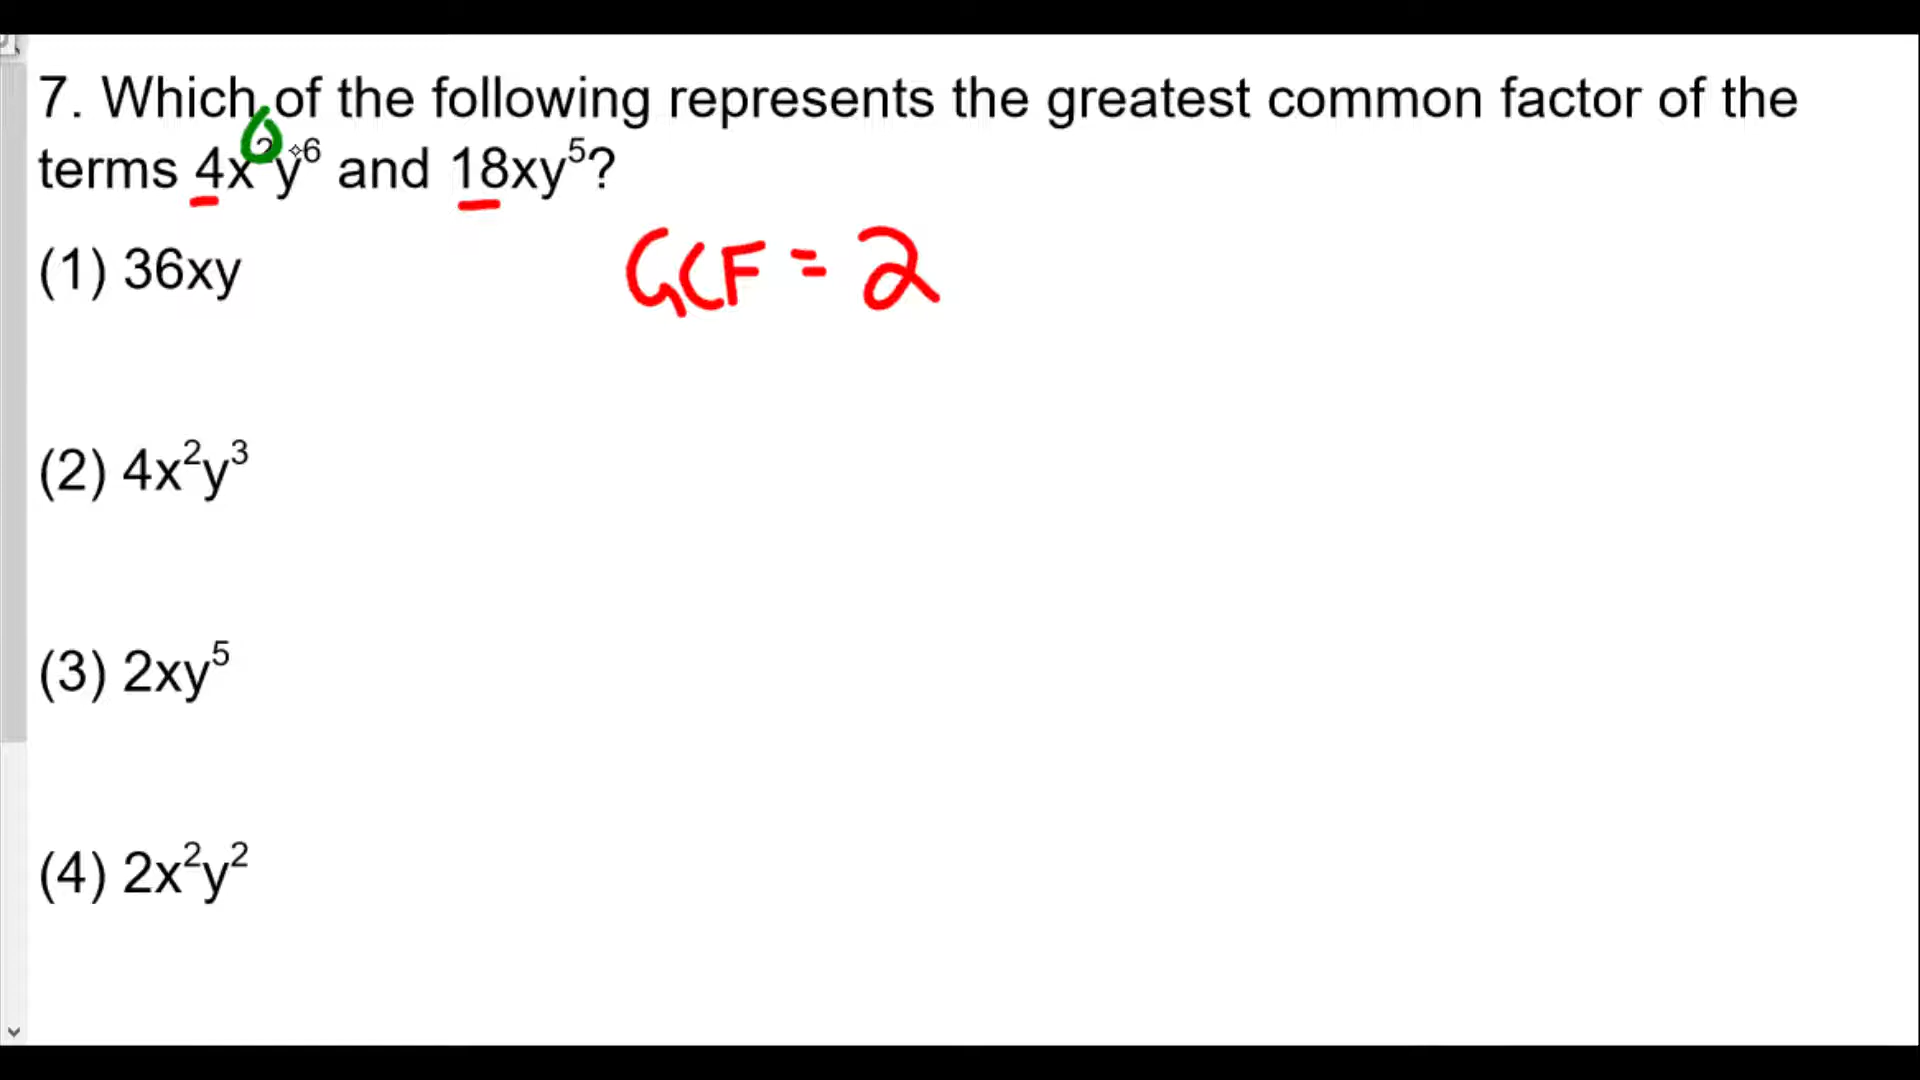 7. Which of the following represents the greatest common factor of the
terms 4x²y⁶ and 18xy⁵?
(1) 36xy
GCF = 2
(2) 4x²y³
(3) 2xy⁵
(4) 2x²y²